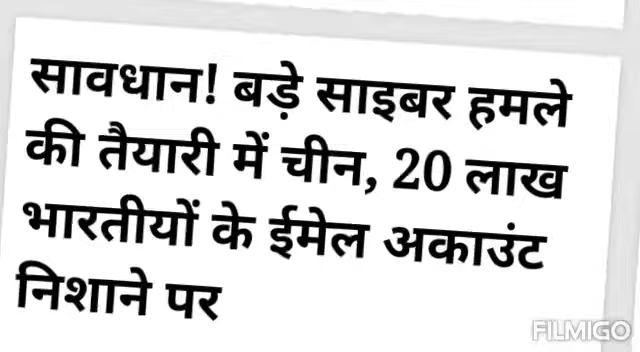 सावधान! बड़े साइबर हमले
की तैयारी में चीन, 20 लाख
भारतीयों के ईमेल अकाउंट
निशाने पर
FILMIGO